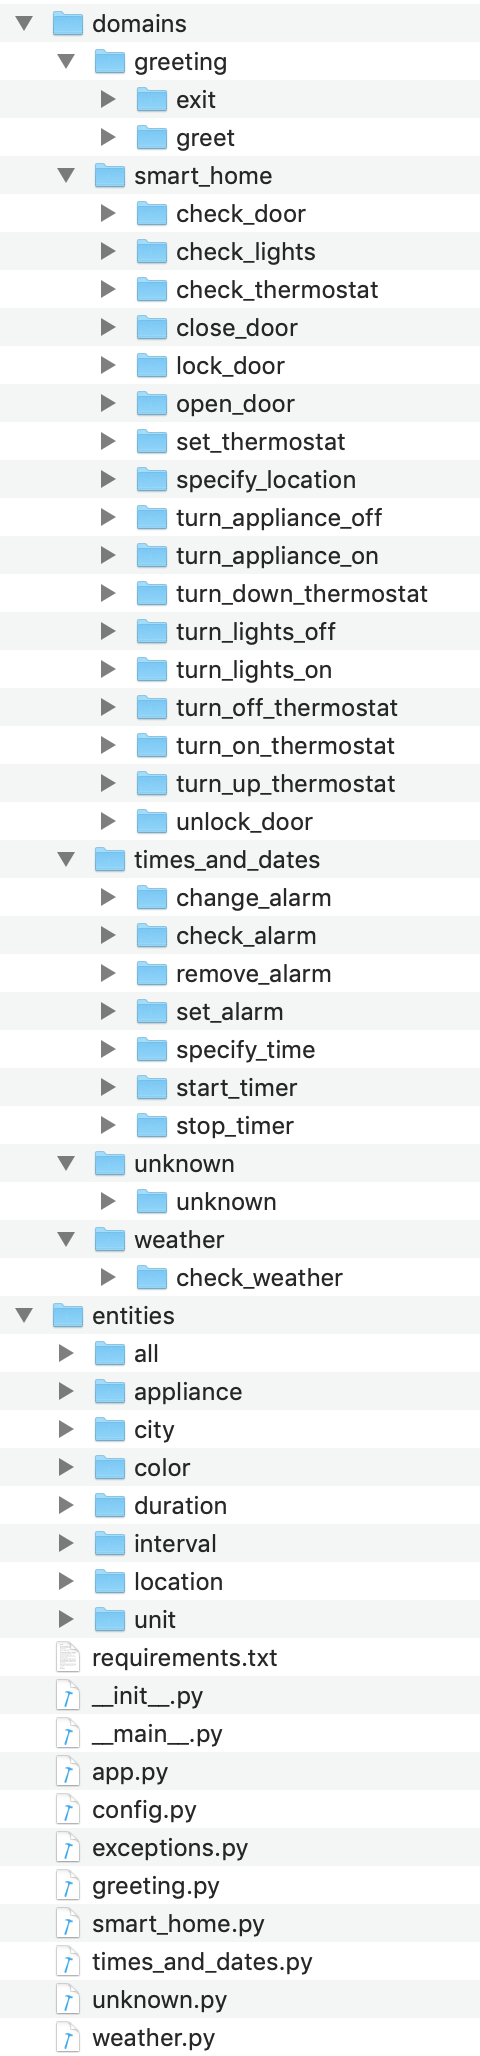 domains
greeting
exit
greet
smart_home
check_door
check_lights
check_thermostat
close_door
lock_door
open_door
set_thermostat
specify_location
turn_appliance_off
turn_appliance_on
turn_down_thermostat
turn_lights_off
turn_lights_on
turn_off_thermostat
turn_on_thermostat
turn_up_thermostat
unlock_door
times_and_dates
change_alarm
check_alarm
remove_alarm
set_alarm
specify_time
start_timer
stop_timer
unknown
unknown
weather
check_weather
entities
all
appliance
city
color
duration
interval
location
unit
requirements.txt
__init__.py
__main__.py
app.py
config.py
exceptions.py
greeting.py
smart_home.py
times_and_dates.py
unknown.py
weather.py